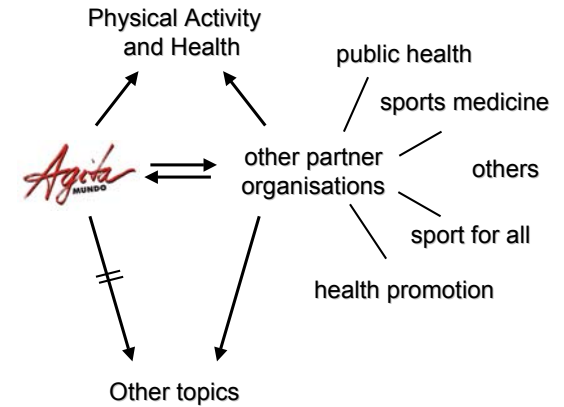 Physical Activity
and Health
public health
sports medicine
Agita
MUNDO
other partner
organisations
others
sport for all
health promotion
Other topics